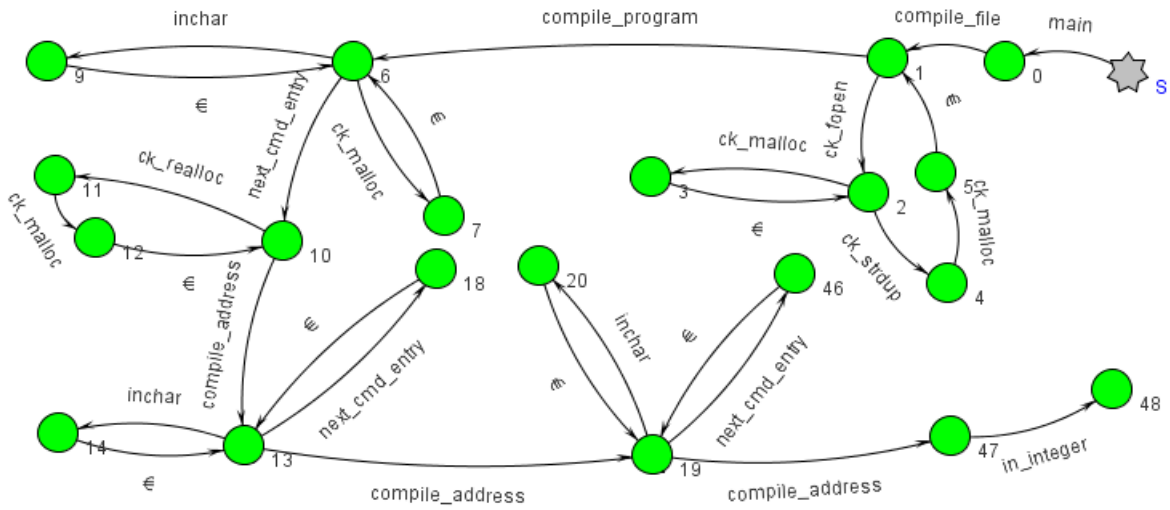 inchar
compile_program
compile_file
main
S
9
6
1
0
€
next_cmd_entry
ck_malloc
€
ck_fopen
€
ck_realloc
ck_malloc
11
3
2
5
ck_malloc
12
€
10
7
€
ck_strdup
ck_malloc
4
compile_address
18
20
46
€
next_cmd_entry
€
inchar
€
next_cmd_entry
inchar
14
€
13
compile_address
19
compile_address
47
in_integer
48